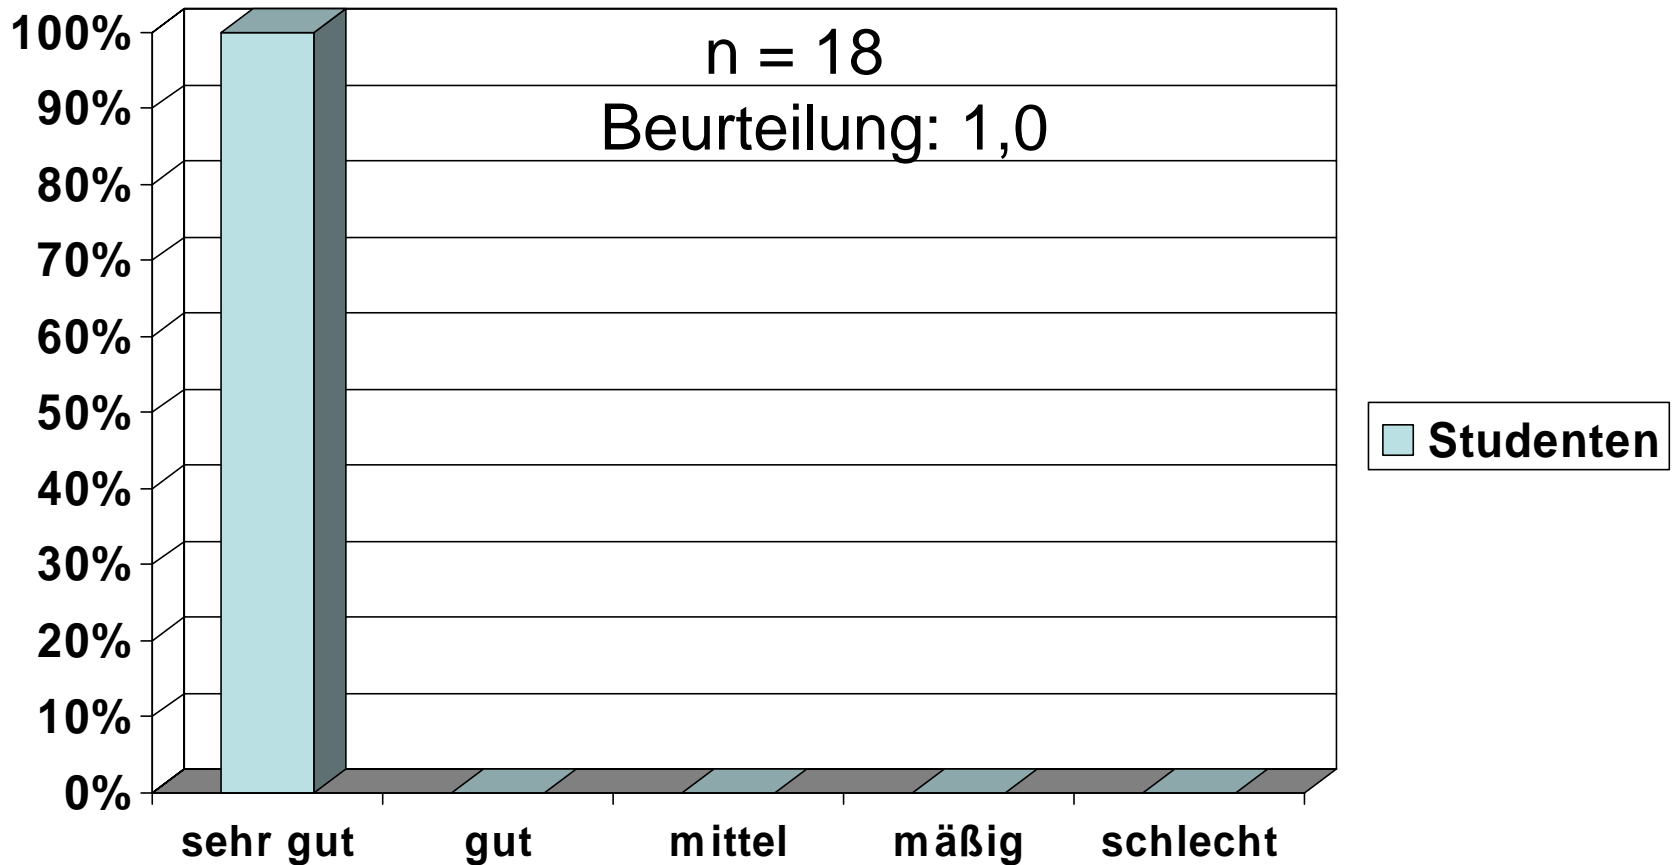 n = 18
Beurteilung: 1,0
100%
90%
80%
70%
60%
50%
40%
30%
20%
10%
0%
sehr gut gut mittel mäßig schlecht
Studenten